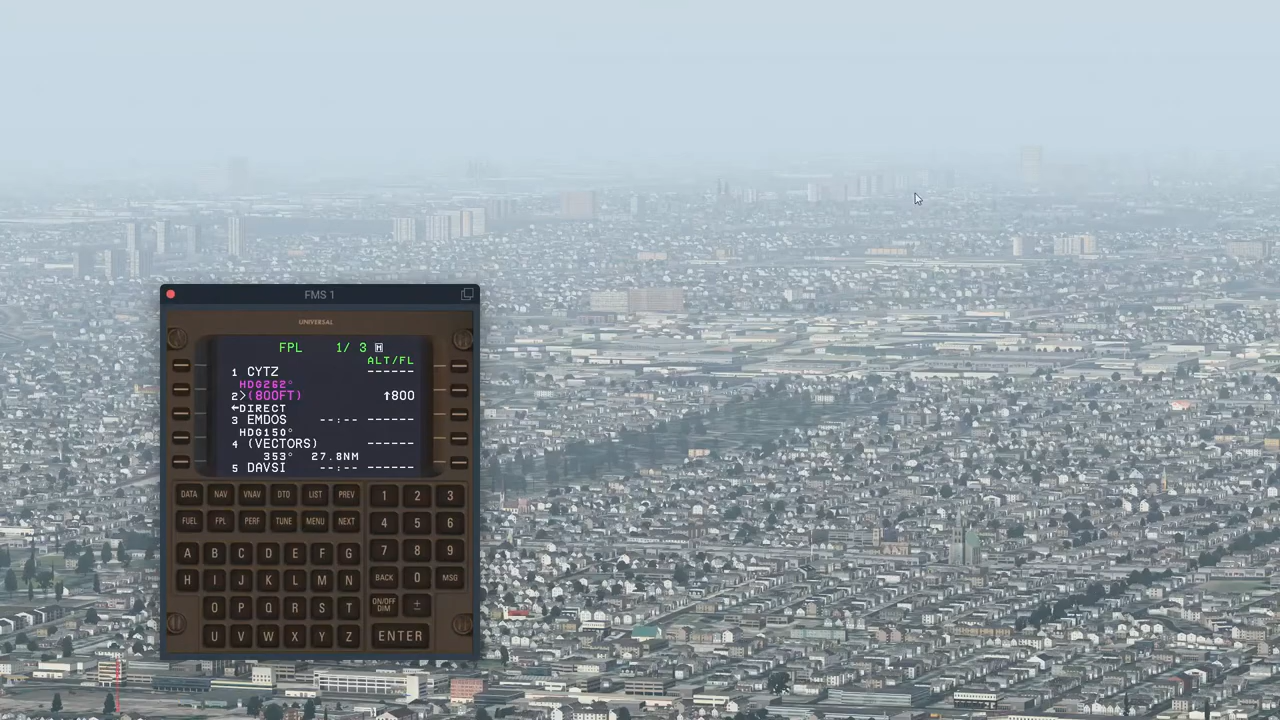 FMS 1
UNIVERSAL
FPL 1/ 3 M
ALT/FL
1 CYTZ ------
HDG262°
2>(800FT) ↑800
←DIRECT
3 EMDOS --:-- ------
HDG150°
4 (VECTORS) ------
353° 27.8NM
5 DAVSI --:-- ------
DATA NAV VNAV DTO LIST PREV 1 2 3
FUEL FPL PERF TUNE MENU NEXT 4 5 6
A B C D E F G 7 8 9
H I J K L M N BACK 0 MSG
O P Q R S T ON/OFF DIM ±
U V W X Y Z ENTER